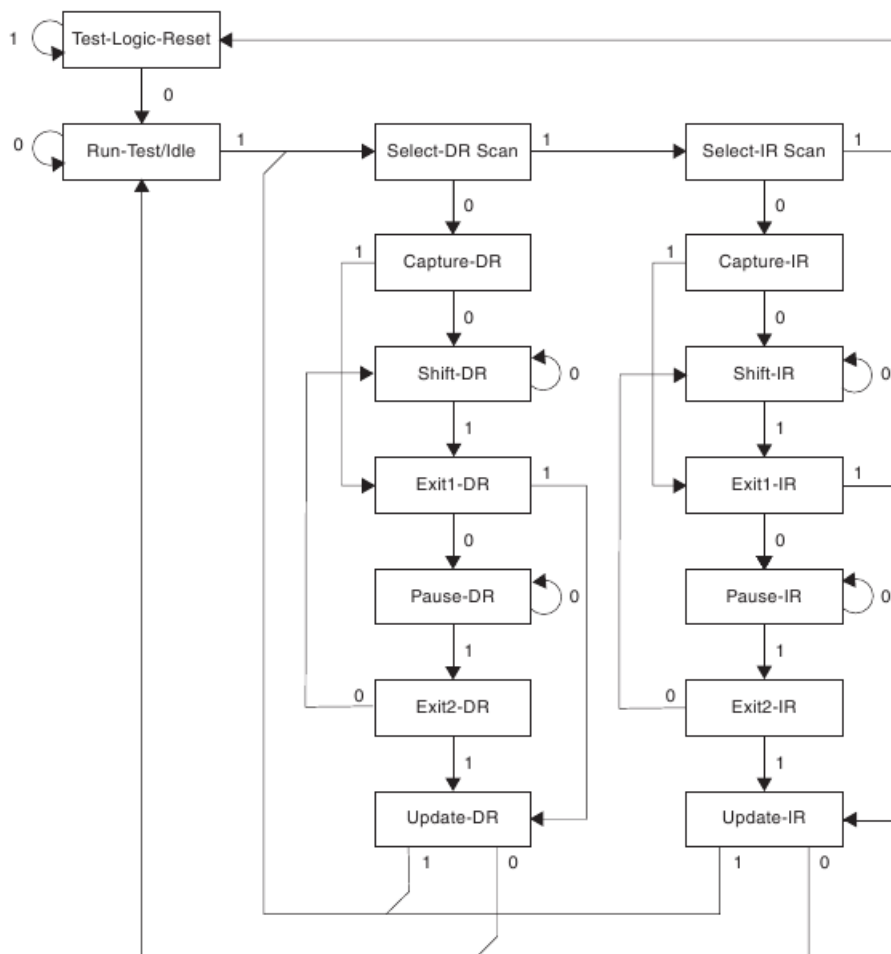 Test-Logic-Reset
1
0
Run-Test/Idle
0
1
Select-DR Scan
1
Select-IR Scan
1
0
0
Capture-DR
1
Capture-IR
1
0
0
Shift-DR
0
Shift-IR
0
1
1
Exit1-DR
1
Exit1-IR
1
0
0
Pause-DR
0
Pause-IR
0
1
1
Exit2-DR
0
Exit2-IR
0
1
1
Update-DR
Update-IR
1
0
1
0